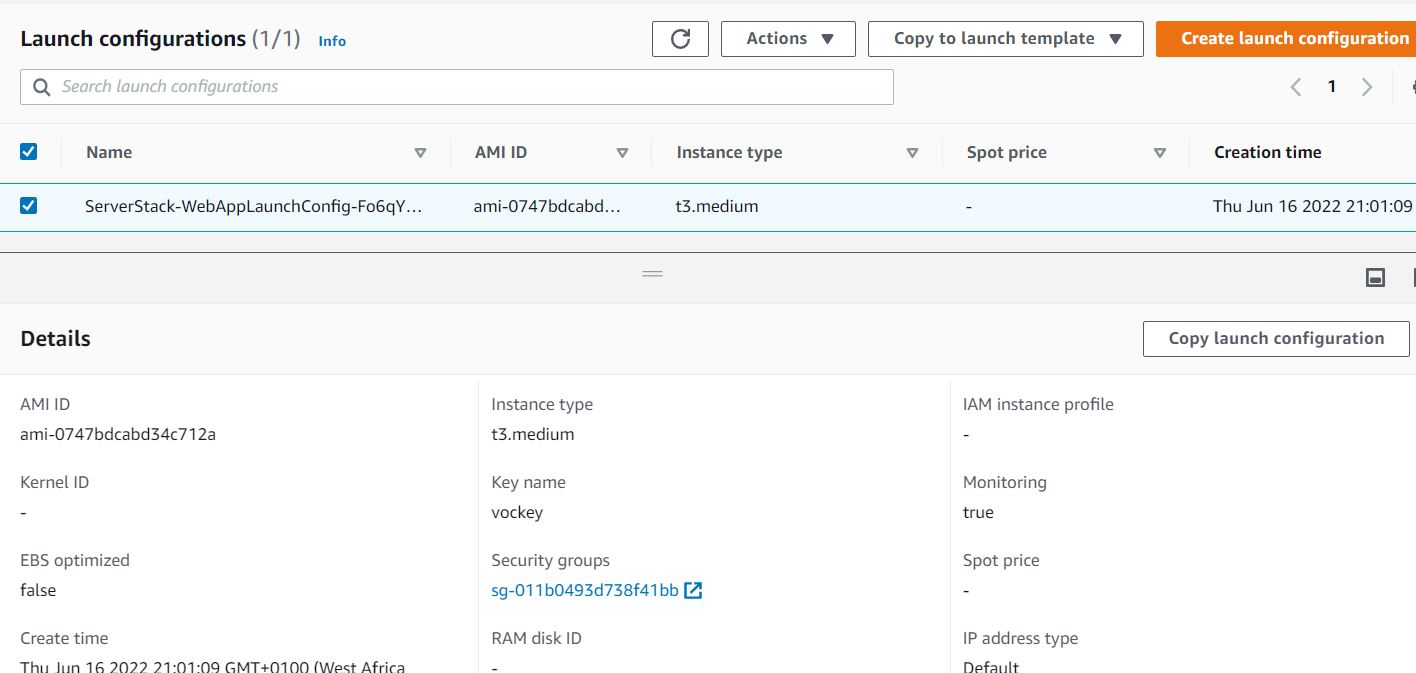 Launch configurations (1/1) Info
Actions
Copy to launch template
Create launch configuration
Search launch configurations
1
Name AMI ID Instance type Spot price Creation time
ServerStack-WebAppLaunchConfig-Fo6qY... ami-0747bdcabd... t3.medium - Thu Jun 16 2022 21:01:09
Details
Copy launch configuration
AMI ID Instance type IAM instance profile
ami-0747bdcabd34c712a t3.medium -
Kernel ID Key name Monitoring
- vockey true
EBS optimized Security groups Spot price
false sg-011b0493d738f41bb -
Create time RAM disk ID IP address type
Thu Jun 16 2022 21:01:09 GMT+0100 (West Africa - Default